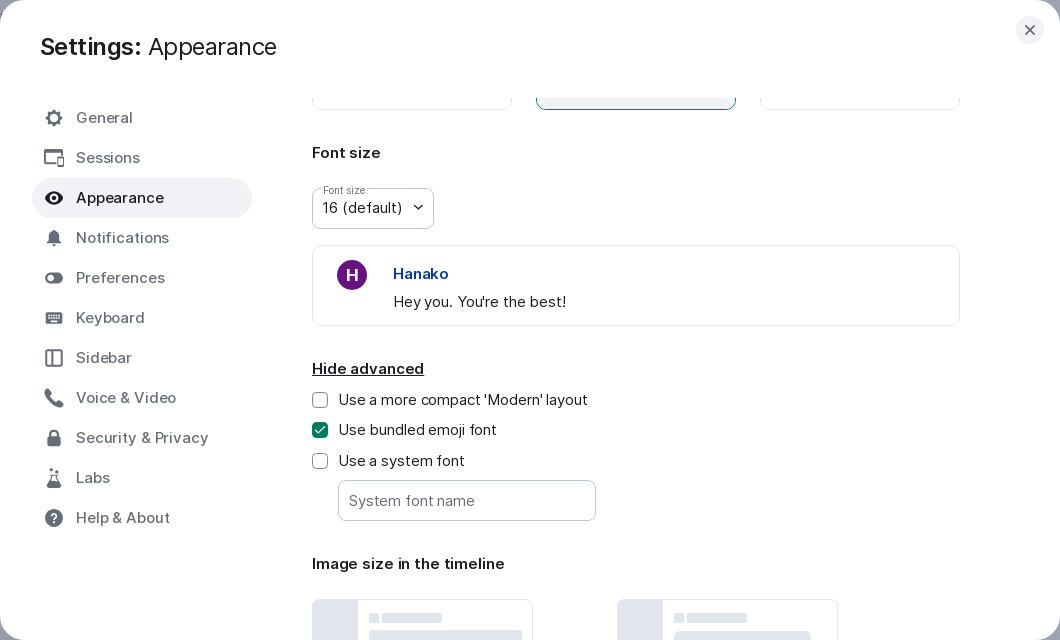 Settings: Appearance
General
Sessions
Appearance
Notifications
Preferences
Keyboard
Sidebar
Voice & Video
Security & Privacy
Labs
Help & About
Font size
Font size
16 (default)
H
Hanako
Hey you. You're the best!
Hide advanced
Use a more compact 'Modern' layout
Use bundled emoji font
Use a system font
System font name
Image size in the timeline